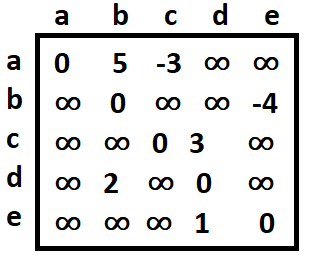 a b c d e
a 0 5 -3 ∞ ∞
b ∞ 0 ∞ ∞ -4
c ∞ ∞ 0 3 ∞
d ∞ 2 ∞ 0 ∞
e ∞ ∞ ∞ 1 0